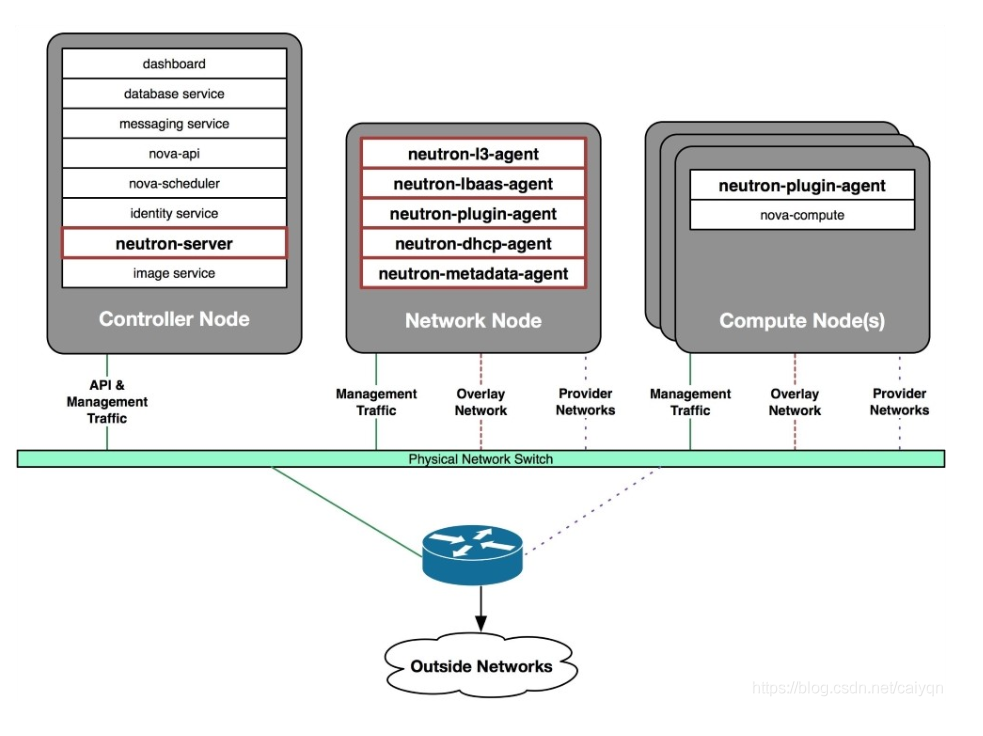 dashboard
database service
messaging service
nova-api
nova-scheduler
identity service
neutron-server
image service
Controller Node
neutron-l3-agent
neutron-lbaas-agent
neutron-plugin-agent
neutron-dhcp-agent
neutron-metadata-agent
Network Node
neutron-plugin-agent
nova-compute
Compute Node(s)
API &
Management
Traffic
Management
Traffic
Overlay
Network
Provider
Networks
Management
Traffic
Overlay
Network
Provider
Networks
Physical Network Switch
Outside Networks
https://blog.csdn.net/caiyqn